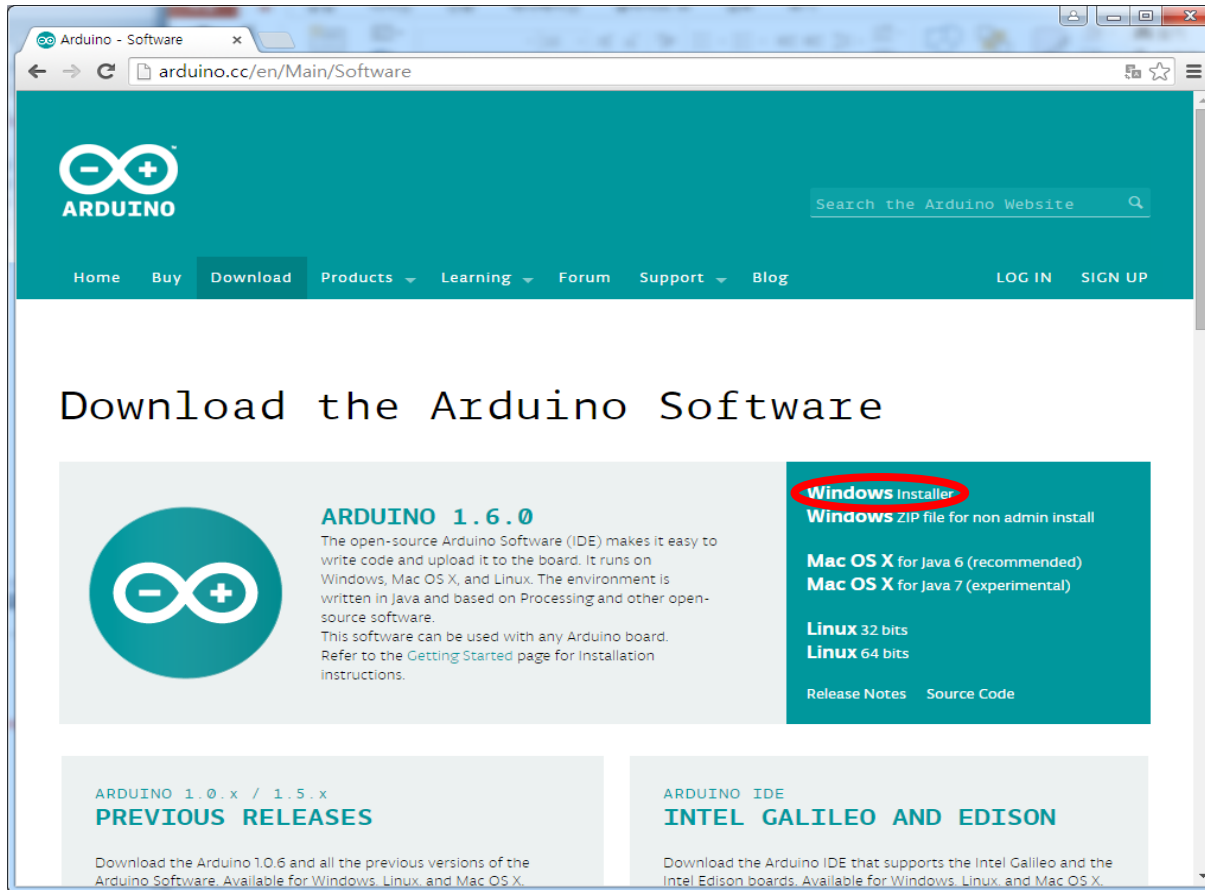 Arduino - Software
arduino.cc/en/Main/Software
ARDUINO
Search the Arduino Website
Home Buy Download Products Learning Forum Support Blog LOG IN SIGN UP
Download the Arduino Software
ARDUINO 1.6.0
The open-source Arduino Software (IDE) makes it easy to
write code and upload it to the board. It runs on
Windows, Mac OS X, and Linux. The environment is
written in Java and based on Processing and other open-
source software.
This software can be used with any Arduino board.
Refer to the Getting Started page for Installation
instructions.
Windows Installer
Windows ZIP file for non admin install
Mac OS X for Java 6 (recommended)
Mac OS X for Java 7 (experimental)
Linux 32 bits
Linux 64 bits
Release Notes Source Code
ARDUINO 1.0.x / 1.5.x
PREVIOUS RELEASES
Download the Arduino 1.0.6 and all the previous versions of the
Arduino Software. Available for Windows, Linux, and Mac OS X.
ARDUINO IDE
INTEL GALILEO AND EDISON
Download the Arduino IDE that supports the Intel Galileo and the
Intel Edison boards. Available for Windows, Linux, and Mac OS X.